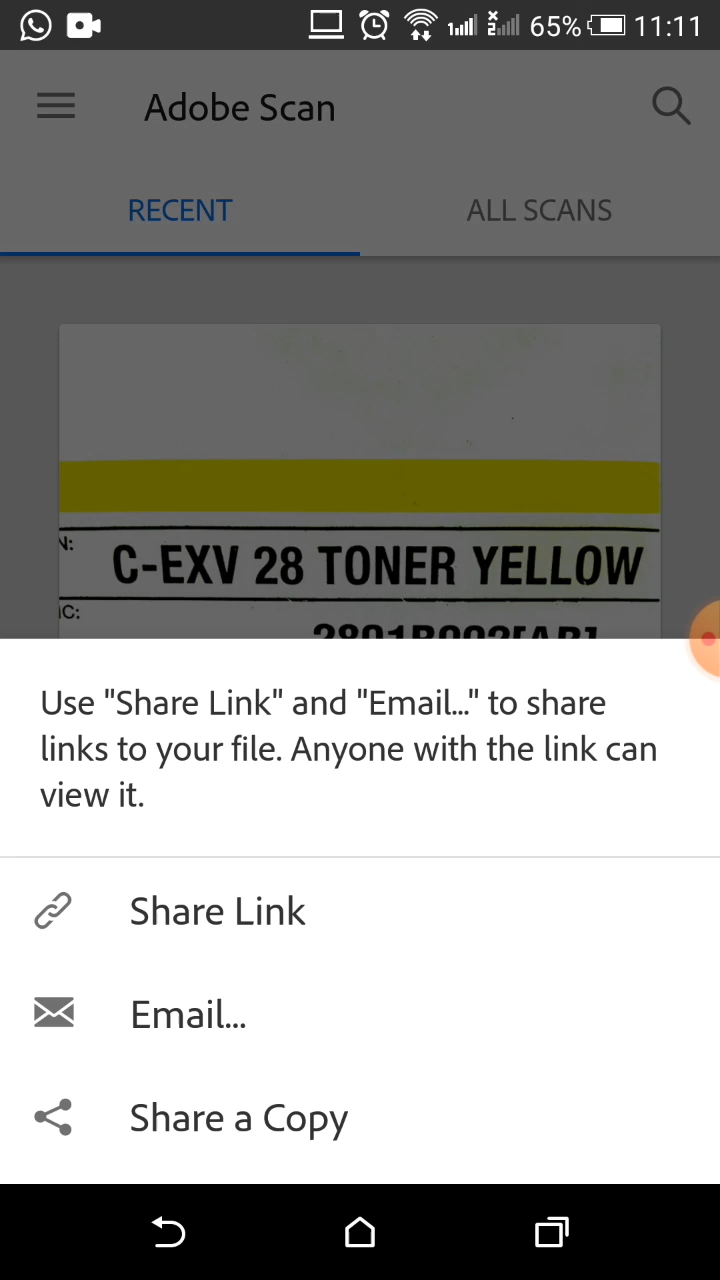 65% 11:11
Adobe Scan
RECENT ALL SCANS
N:
C-EXV 28 TONER YELLOW
IC:
Use "Share Link" and "Email..." to share
links to your file. Anyone with the link can
view it.
Share Link
Email...
Share a Copy